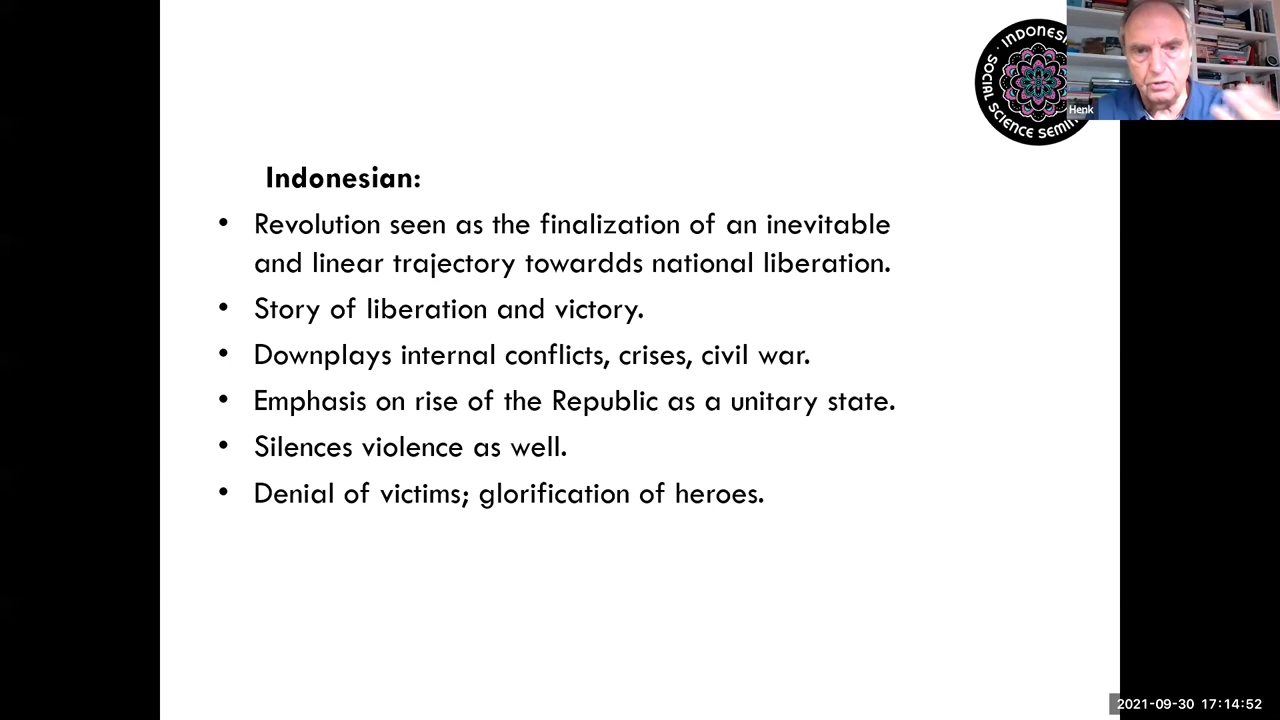 INDONESI
SOCIAL SCIENCE SEMI
Henk
Indonesian:
• Revolution seen as the finalization of an inevitable
and linear trajectory towardds national liberation.
• Story of liberation and victory.
• Downplays internal conflicts, crises, civil war.
• Emphasis on rise of the Republic as a unitary state.
• Silences violence as well.
• Denial of victims; glorification of heroes.
2021-09-30 17:14:52